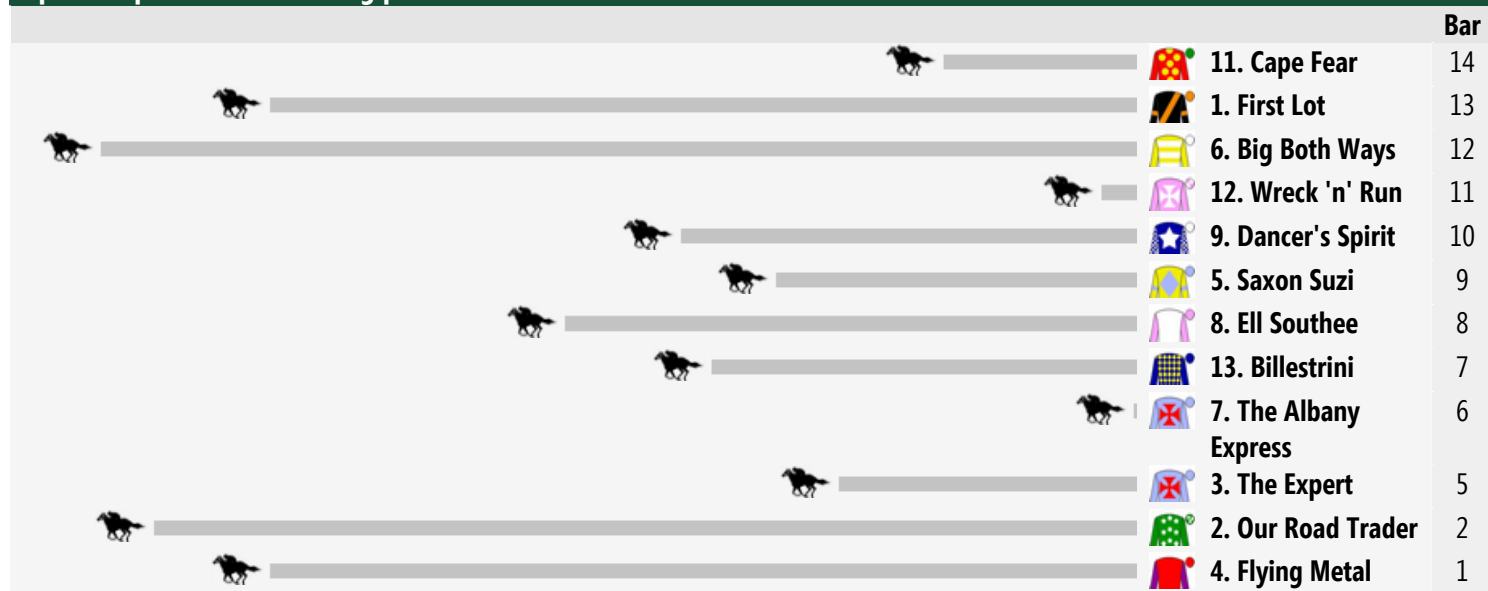 Bar
11. Cape Fear 14
1. First Lot 13
6. Big Both Ways 12
12. Wreck 'n' Run 11
9. Dancer's Spirit 10
5. Saxon Suzi 9
8. Ell Southee 8
13. Billestrini 7
7. The Albany 6
Express
3. The Expert 5
2. Our Road Trader 2
4. Flying Metal 1